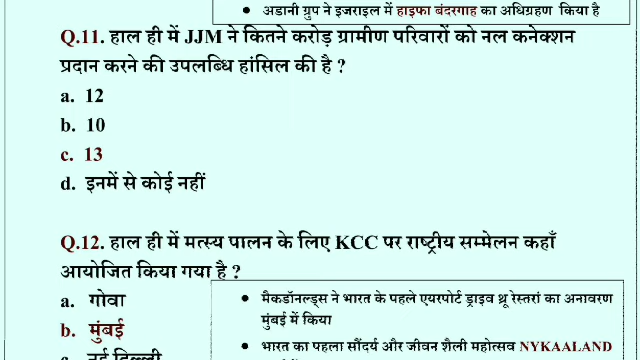 • अडानी ग्रुप ने इजराइल में हाइफा बंदरगाह का अधिग्रहण किया है
Q.11. हाल ही में JJM ने कितने करोड़ ग्रामीण परिवारों को नल कनेक्शन
प्रदान करने की उपलब्धि हांसिल की है ?
a. 12
b. 10
c. 13
d. इनमें से कोई नहीं
Q.12. हाल ही में मत्स्य पालन के लिए KCC पर राष्ट्रीय सम्मेलन कहाँ
आयोजित किया गया है ?
a. गोवा
b. मुंबई
c. नई दिल्ली
• मैकडॉनल्ड्स ने भारत के पहले एयरपोर्ट ड्राइव थ्रू रेस्तरां का अनावरण
मुंबई में किया
• भारत का पहला सौंदर्य और जीवन शैली महोत्सव NYKAALAND